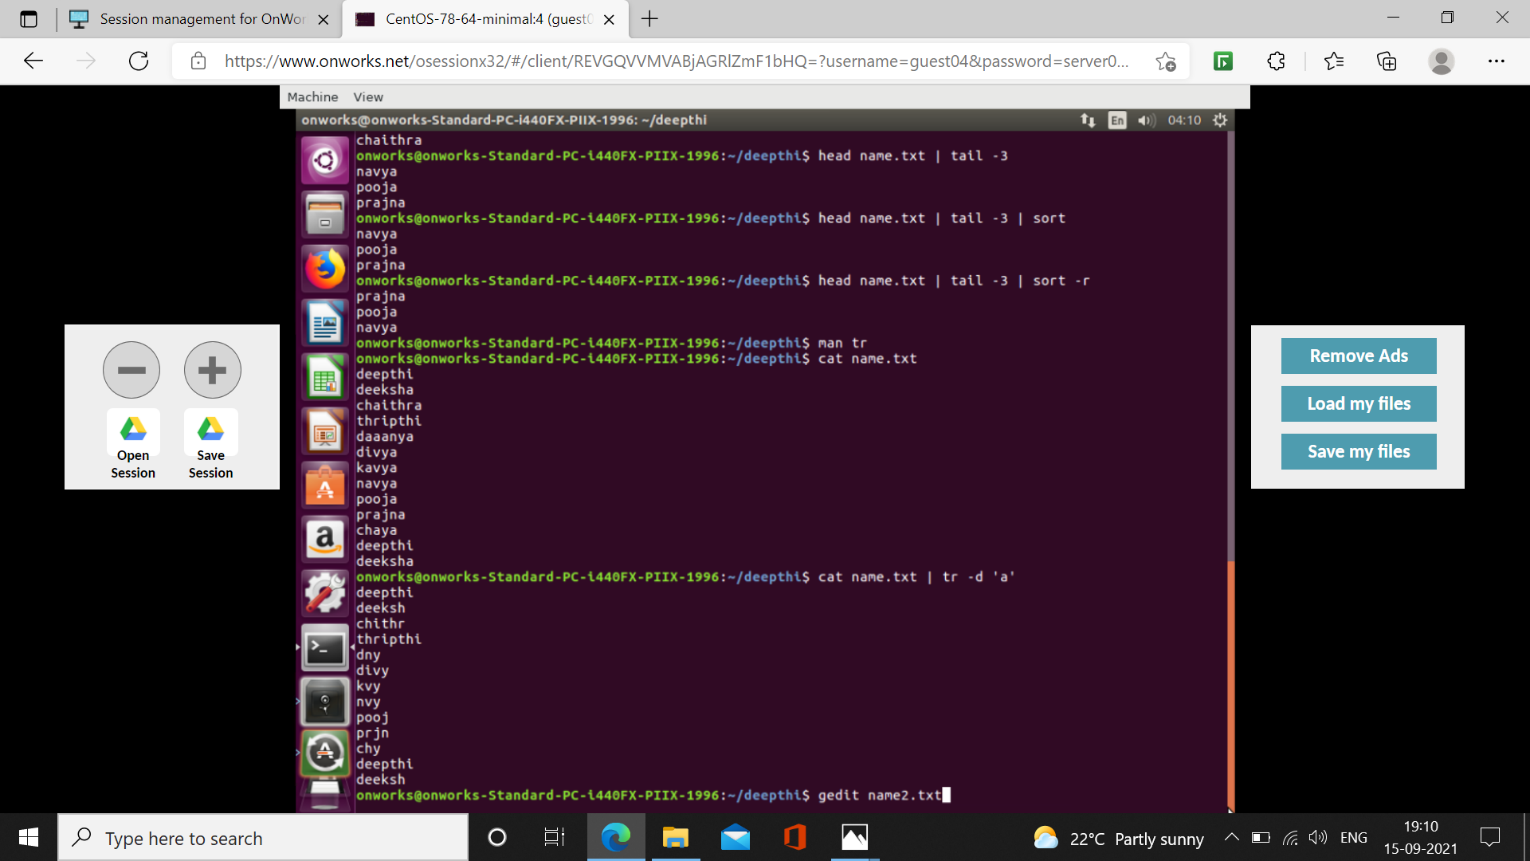 Session management for OnWor
CentOS-78-64-minimal:4 (guest0
https://www.onworks.net/osessionx32/#/client/REVGQVVMVABjAGRlZmF1bHQ=?username=guest04&password=server0...
Machine View
onworks@onworks-Standard-PC-i440FX-PIIX-1996: ~/deepthi
En
04:10
chaithra
onworks@onworks-Standard-PC-i440FX-PIIX-1996:~/deepthi$ head name.txt | tail -3
navya
pooja
prajna
onworks@onworks-Standard-PC-i440FX-PIIX-1996:~/deepthi$ head name.txt | tail -3 | sort
navya
pooja
prajna
onworks@onworks-Standard-PC-i440FX-PIIX-1996:~/deepthi$ head name.txt | tail -3 | sort -r
prajna
pooja
navya
onworks@onworks-Standard-PC-i440FX-PIIX-1996:~/deepthi$ man tr
onworks@onworks-Standard-PC-i440FX-PIIX-1996:~/deepthi$ cat name.txt
deepthi
deeksha
chaithra
thripthi
daaanya
divya
kavya
navya
pooja
prajna
chaya
deepthi
deeksha
onworks@onworks-Standard-PC-i440FX-PIIX-1996:~/deepthi$ cat name.txt | tr -d 'a'
deepthi
deeksh
chithr
thripthi
dny
divy
kvy
nvy
pooj
prjn
chy
deepthi
deeksh
onworks@onworks-Standard-PC-i440FX-PIIX-1996:~/deepthi$ gedit name2.txt
Open Session
Save Session
Remove Ads
Load my files
Save my files
Type here to search
22°C Partly sunny
ENG
19:10
15-09-2021